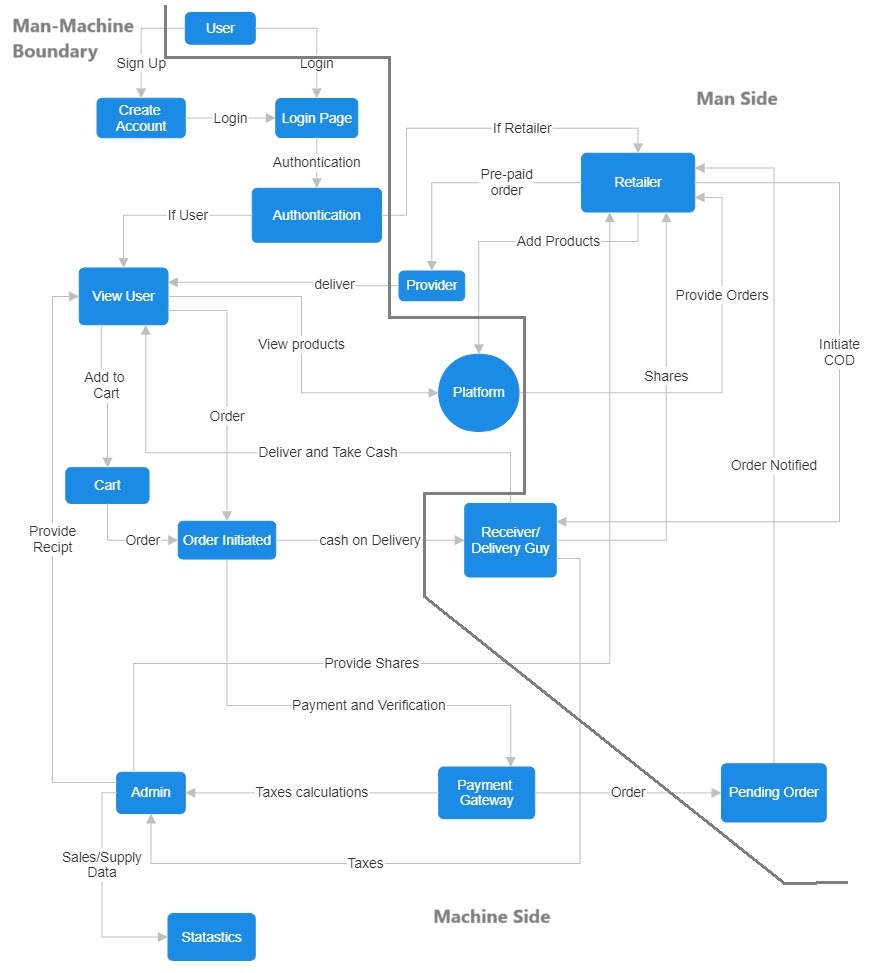 Man-Machine
Boundary
User
Sign Up
Login
Man Side
Create
Account
Login
Login Page
If Retailer
Authontication
Pre-paid
order
Retailer
If User
Authontication
Add Products
View User
deliver
Provider
Provide Orders
View products
Initiate
COD
Add to
Cart
Shares
Platform
Order
Deliver and Take Cash
Order Notified
Cart
Provide
Recipt
Order
Order Initiated
cash on Delivery
Receiver/
Delivery Guy
Provide Shares
Payment and Verification
Admin
Taxes calculations
Payment
Gateway
Order
Pending Order
Sales/Supply
Data
Taxes
Machine Side
Statastics